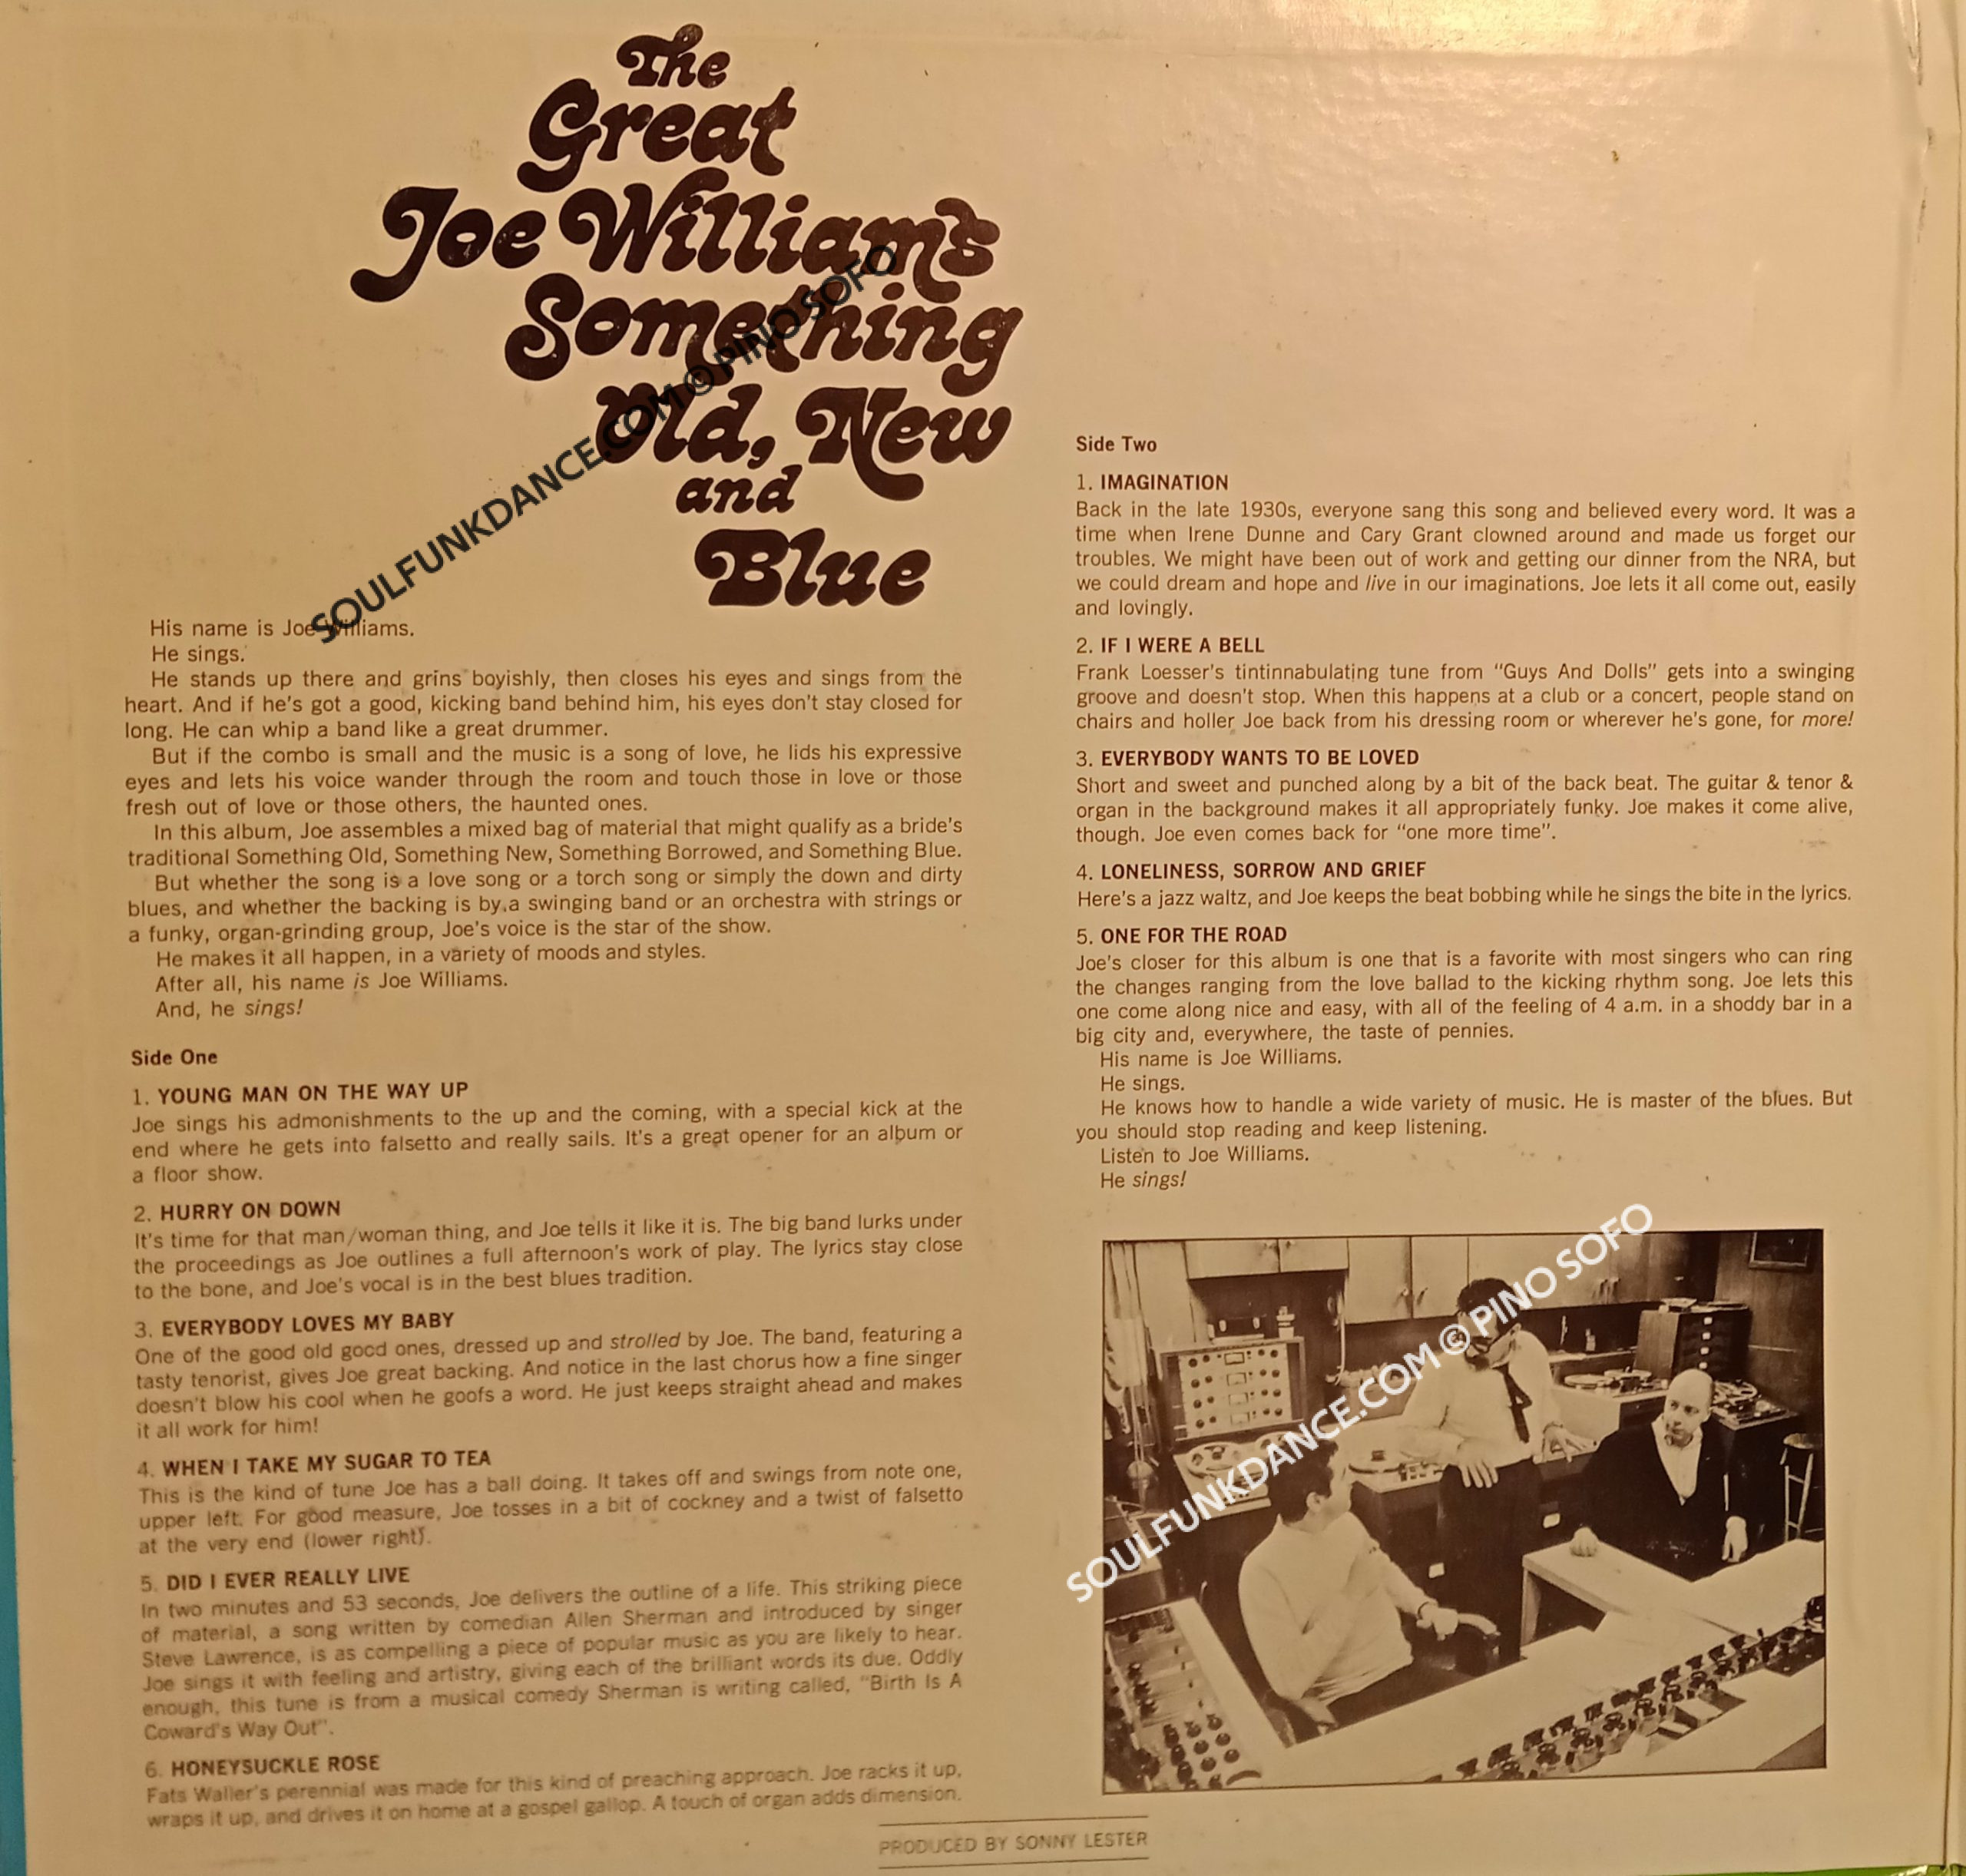 The
Great
Joe Williams
Something
Old, New
and
Blue
SOULFUNKDANCE.COM © PINO SOFO
His name is Joe Williams.
He sings.
He stands up there and grins boyishly, then closes his eyes and sings from the
heart. And if he's got a good, kicking band behind him, his eyes don't stay closed for
long. He can whip a band like a great drummer.
But if the combo is small and the music is a song of love, he lids his expressive
eyes and lets his voice wander through the room and touch those in love or those
fresh out of love or those others, the haunted ones.
In this album, Joe assembles a mixed bag of material that might qualify as a bride's
traditional Something Old, Something New, Something Borrowed, and Something Blue.
But whether the song is a love song or a torch song or simply the down and dirty
blues, and whether the backing is by a swinging band or an orchestra with strings or
a funky, organ-grinding group, Joe's voice is the star of the show.
He makes it all happen, in a variety of moods and styles.
After all, his name is Joe Williams.
And, he sings!
Side One
1. YOUNG MAN ON THE WAY UP
Joe sings his admonishments to the up and the coming, with a special kick at the
end where he gets into falsetto and really sails. It's a great opener for an album or
a floor show.
2. HURRY ON DOWN
It's time for that man/woman thing, and Joe tells it like it is. The big band lurks under
the proceedings as Joe outlines a full afternoon's work of play. The lyrics stay close
to the bone, and Joe's vocal is in the best blues tradition.
3. EVERYBODY LOVES MY BABY
One of the good old good ones, dressed up and strolled by Joe. The band, featuring a
tasty tenorist, gives Joe great backing. And notice in the last chorus how a fine singer
doesn't blow his cool when he goofs a word. He just keeps straight ahead and makes
it all work for him!
4. WHEN I TAKE MY SUGAR TO TEA
This is the kind of tune Joe has a ball doing. It takes off and swings from note one,
upper left. For good measure, Joe tosses in a bit of cockney and a twist of falsetto
at the very end (lower right).
5. DID I EVER REALLY LIVE
In two minutes and 53 seconds, Joe delivers the outline of a life. This striking piece
of material, a song written by comedian Allen Sherman and introduced by singer
Steve Lawrence, is as compelling a piece of popular music as you are likely to hear.
Joe sings it with feeling and artistry, giving each of the brilliant words its due. Oddly
enough, this tune is from a musical comedy Sherman is writing called, "Birth Is A
Coward's Way Out".
6. HONEYSUCKLE ROSE
Fats Waller's perennial was made for this kind of preaching approach. Joe racks it up,
wraps it up, and drives it on home at a gospel gallop. A touch of organ adds dimension.
Side Two
1. IMAGINATION
Back in the late 1930s, everyone sang this song and believed every word. It was a
time when Irene Dunne and Cary Grant clowned around and made us forget our
troubles. We might have been out of work and getting our dinner from the NRA, but
we could dream and hope and live in our imaginations. Joe lets it all come out, easily
and lovingly.
2. IF I WERE A BELL
Frank Loesser's tintinnabulating tune from "Guys And Dolls" gets into a swinging
groove and doesn't stop. When this happens at a club or a concert, people stand on
chairs and holler Joe back from his dressing room or wherever he's gone, for more!
3. EVERYBODY WANTS TO BE LOVED
Short and sweet and punched along by a bit of the back beat. The guitar & tenor &
organ in the background makes it all appropriately funky. Joe makes it come alive,
though. Joe even comes back for "one more time".
4. LONELINESS, SORROW AND GRIEF
Here's a jazz waltz, and Joe keeps the beat bobbing while he sings the bite in the lyrics.
5. ONE FOR THE ROAD
Joe's closer for this album is one that is a favorite with most singers who can ring
the changes ranging from the love ballad to the kicking rhythm song. Joe lets this
one come along nice and easy, with all of the feeling of 4 a.m. in a shoddy bar in a
big city and, everywhere, the taste of pennies.
His name is Joe Williams.
He sings.
He knows how to handle a wide variety of music. He is master of the blues. But
you should stop reading and keep listening.
Listen to Joe Williams.
He sings!
SOULFUNKDANCE.COM © PINO SOFO
PRODUCED BY SONNY LESTER